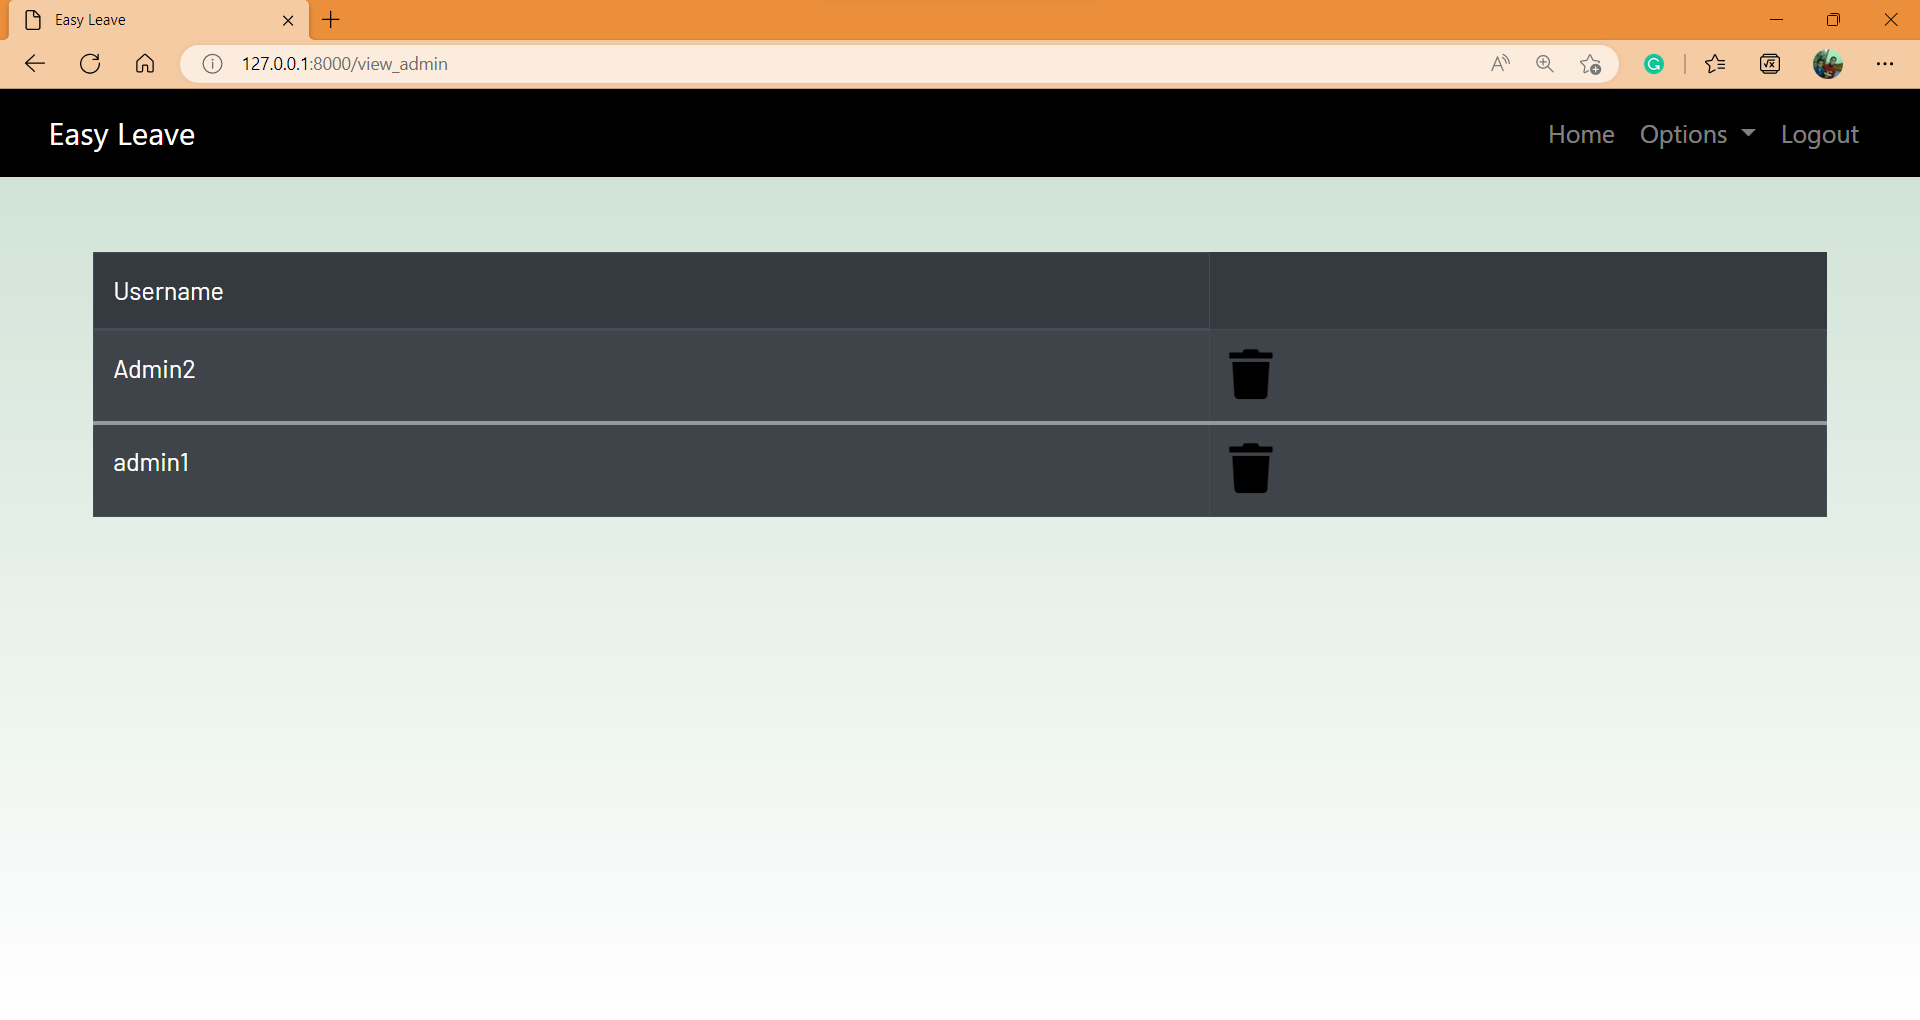 Easy Leave
127.0.0.1:8000/view_admin
Easy Leave
Home Options Logout
Username
Admin2
admin1